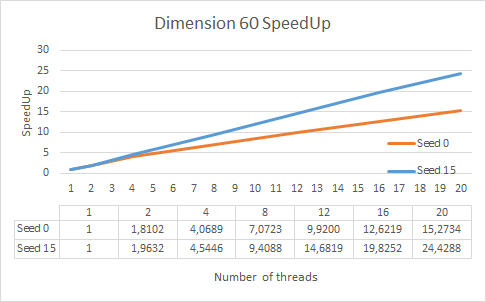 Dimension 60 SpeedUp
30
25
20
15
10
5
0
SpeedUp
Seed 0
Seed 15
1 2 3 4 5 6 7 8 9 10 11 12 13 14 15 16 17 18 19 20
1 2 4 8 12 16 20
Seed 0 1 1,8102 4,0689 7,0723 9,9200 12,6219 15,2734
Seed 15 1 1,9632 4,5446 9,4088 14,6819 19,8252 24,4288
Number of threads